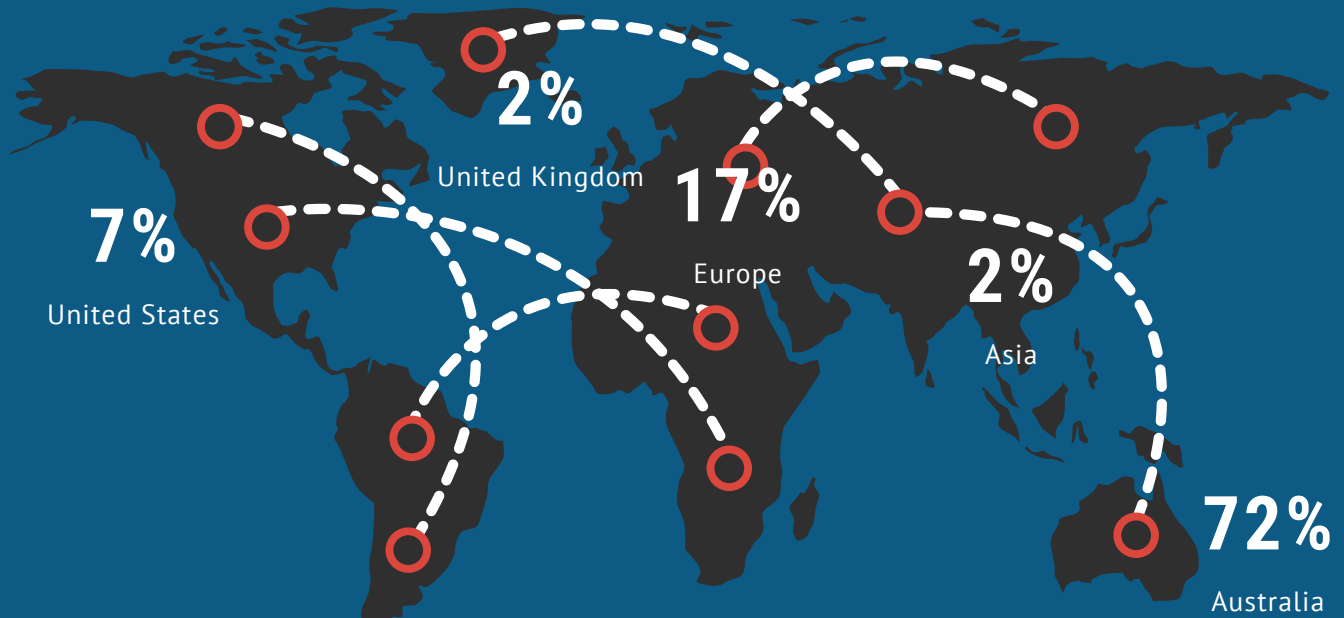 2%
United Kingdom
7%
United States
17%
Europe
2%
Asia
72%
Australia